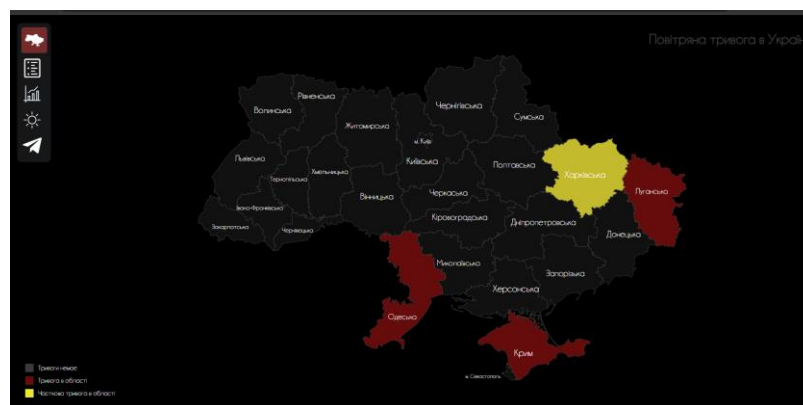 Повітряна тривога в Украї
Чернігівська
Сумська
Рівненська
Волинська
Житомирська
м. Київ
Київська
Полтавська
Харківська
Львівська
Тернопільська
Хмельницька
Луганська
Вінницька
Черкаська
Івано-Франківська
Кіровоградська
Дніпропетровська
Закарпатська
Чернівецька
Донецька
Миколаївська
Запорізька
Херсонська
Одеська
Крим
м. Севастополь
Тривоги немає
Тривога в області
Часткова тривога в області